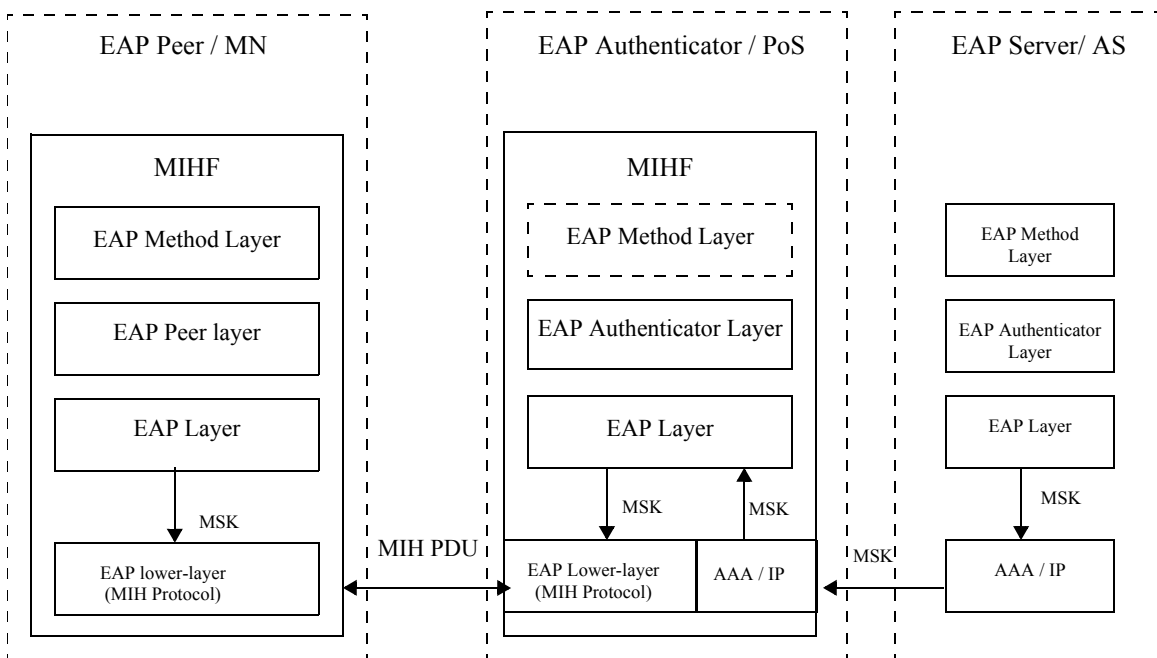 EAP Peer / MN
EAP Authenticator / PoS
EAP Server/ AS
MIHF
EAP Method Layer
EAP Peer layer
EAP Layer
MSK
EAP lower-layer
(MIH Protocol)
MIH PDU
MIHF
EAP Method Layer
EAP Authenticator Layer
EAP Layer
MSK
MSK
EAP Lower-layer
(MIH Protocol)
AAA / IP
MSK
EAP Method
Layer
EAP Authenticator
Layer
EAP Layer
MSK
AAA / IP